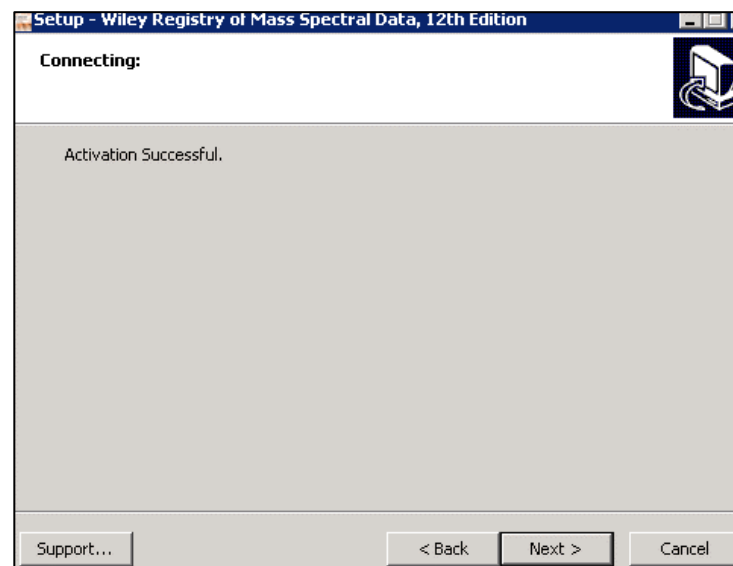 Setup - Wiley Registry of Mass Spectral Data, 12th Edition
Connecting:
Activation Successful.
Support... < Back Next > Cancel